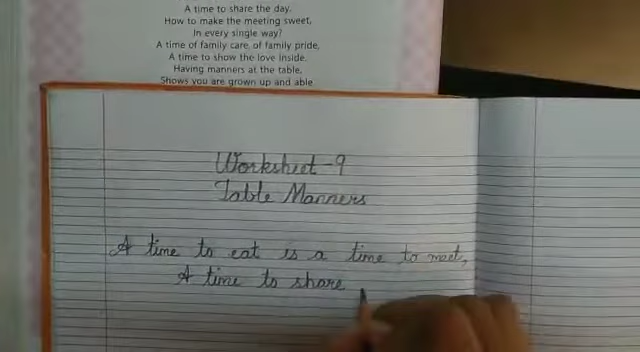 A time to share the day.
How to make the meeting sweet,
In every single way?
A time of family care of family pride,
A time to show the love inside.
Having manners at the table,
Shows you are grown up and able.
Worksheet-9
Table Manners
A time to eat is a time to meet,
A time to share